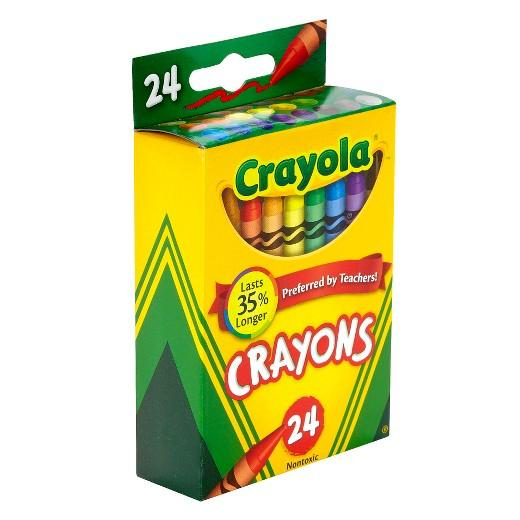 24
Crayola
Lasts
35%
Longer
Preferred by Teachers!
CRAYONS
24
Nontoxic